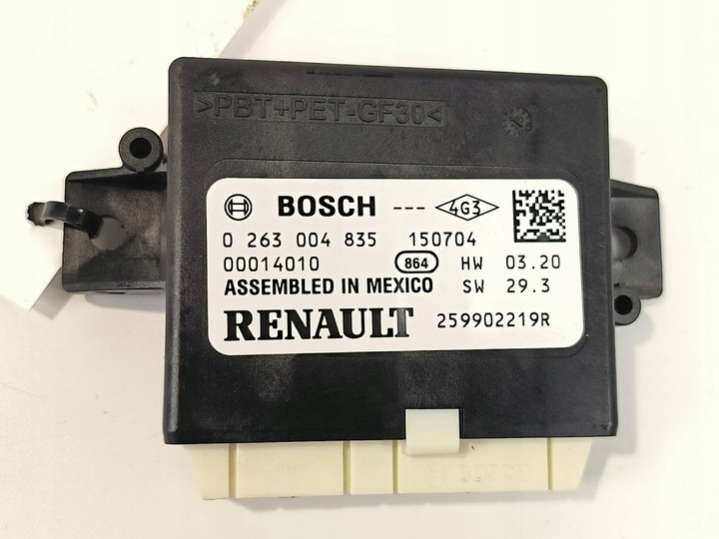 >PBT+PET-GF30<
BOSCH --- 4G3
0 263 004 835 150704
00014010 864 HW 03.20
ASSEMBLED IN MEXICO SW 29.3
RENAULT 259902219R